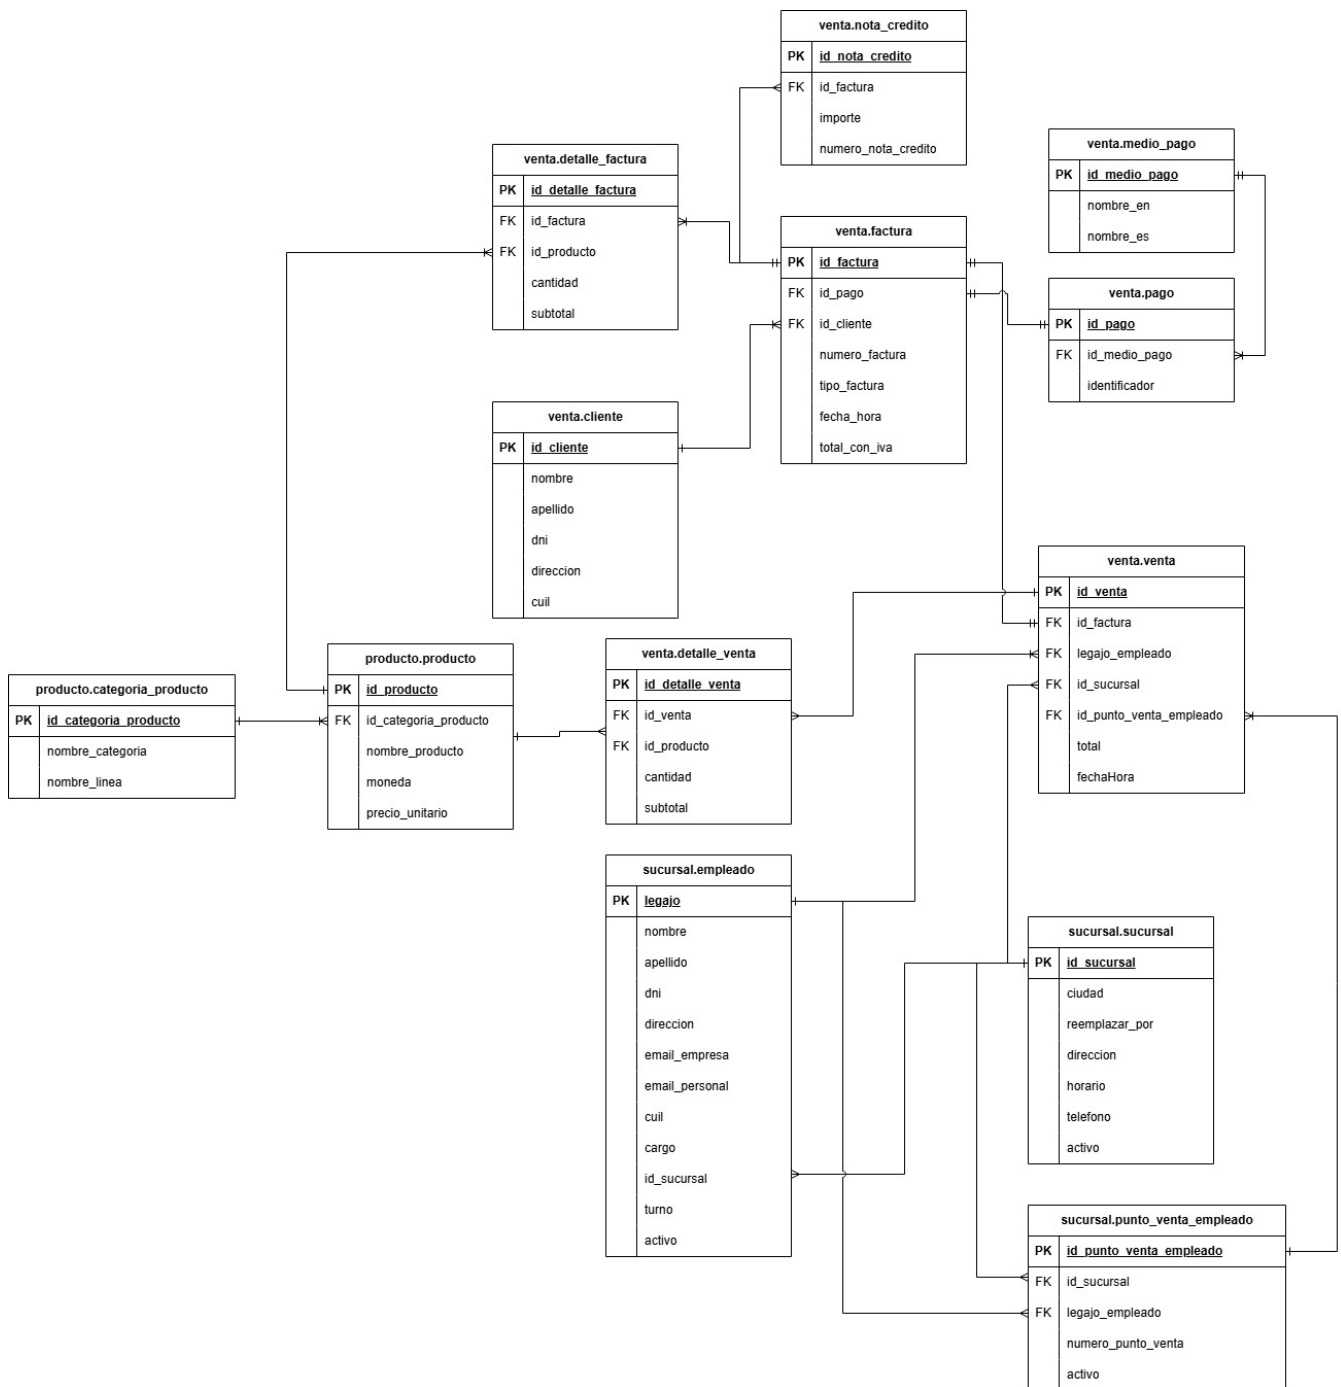 venta.nota_credito
PK id_nota_credito
FK id_factura
importe
numero_nota_credito
venta.detalle_factura
PK id_detalle_factura
FK id_factura
FK id_producto
cantidad
subtotal
venta.medio_pago
PK id_medio_pago
nombre_en
nombre_es
venta.factura
PK id_factura
FK id_pago
FK id_cliente
numero_factura
tipo_factura
fecha_hora
total_con_iva
venta.pago
PK id_pago
FK id_medio_pago
identificador
venta.cliente
PK id_cliente
nombre
apellido
dni
direccion
cuil
venta.venta
PK id_venta
FK id_factura
FK legajo_empleado
FK id_sucursal
FK id_punto_venta_empleado
total
fechaHora
producto.categoria_producto
PK id_categoria_producto
nombre_categoria
nombre_linea
producto.producto
PK id_producto
FK id_categoria_producto
nombre_producto
moneda
precio_unitario
venta.detalle_venta
PK id_detalle_venta
FK id_venta
FK id_producto
cantidad
subtotal
sucursal.empleado
PK legajo
nombre
apellido
dni
direccion
email_empresa
email_personal
cuil
cargo
id_sucursal
turno
activo
sucursal.sucursal
PK id_sucursal
ciudad
reemplazar_por
direccion
horario
telefono
activo
sucursal.punto_venta_empleado
PK id_punto_venta_empleado
FK id_sucursal
FK legajo_empleado
numero_punto_venta
activo